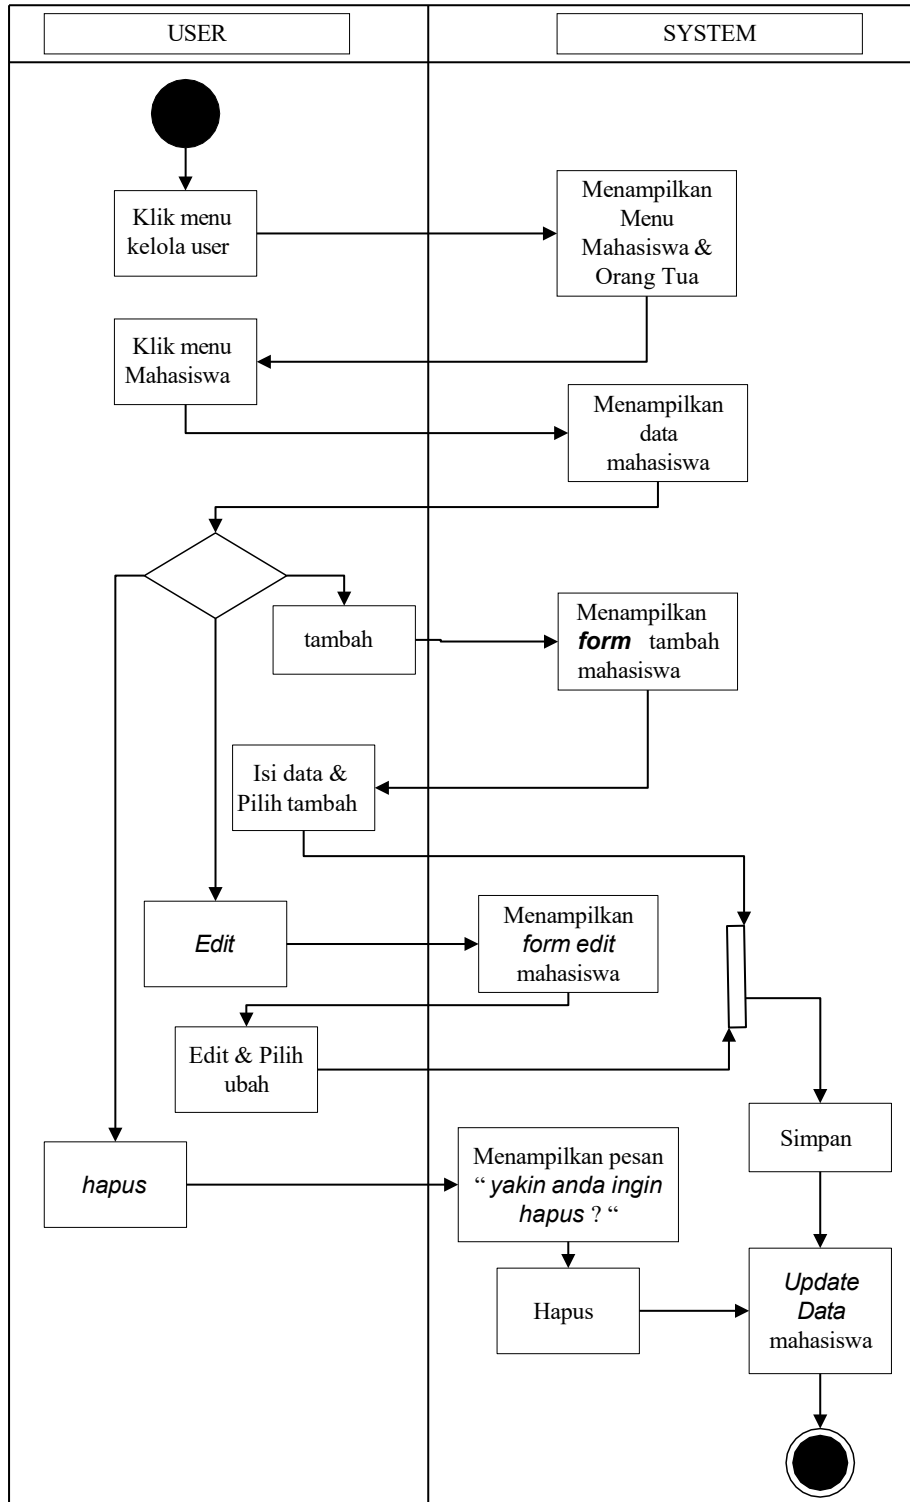 USER
SYSTEM
Klik menu
kelola user
Menampilkan
Menu
Mahasiswa &
Orang Tua
Klik menu
Mahasiswa
Menampilkan
data
mahasiswa
tambah
Menampilkan
form tambah
mahasiswa
Isi data &
Pilih tambah
Edit
Menampilkan
form edit
mahasiswa
Edit & Pilih
ubah
Simpan
hapus
Menampilkan pesan
“ yakin anda ingin
hapus ? “
Hapus
Update
Data
mahasiswa